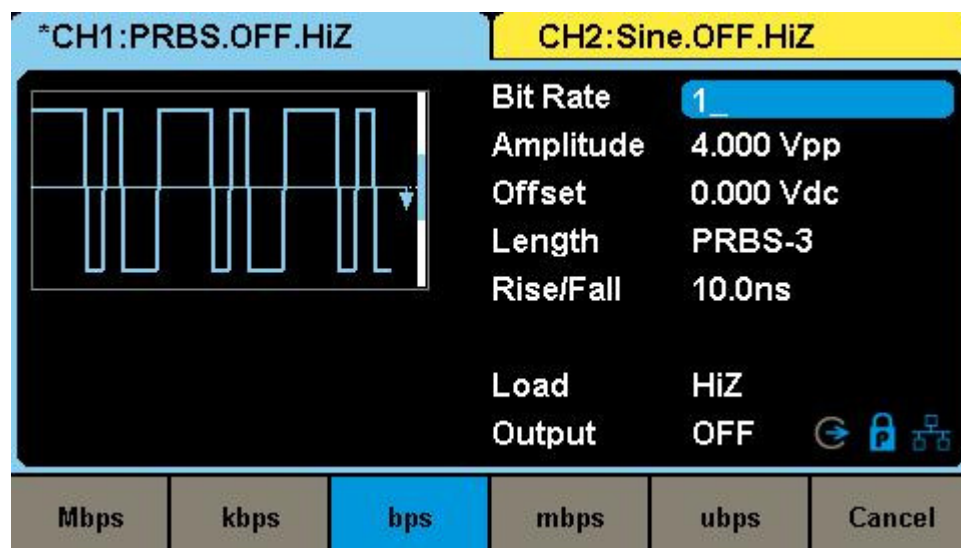 *CH1:PRBS.OFF.HiZ CH2:Sine.OFF.HiZ
Bit Rate 1_
Amplitude 4.000 Vpp
Offset 0.000 Vdc
Length PRBS-3
Rise/Fall 10.0ns
Load HiZ
Output OFF P
Mbps kbps bps mbps ubps Cancel